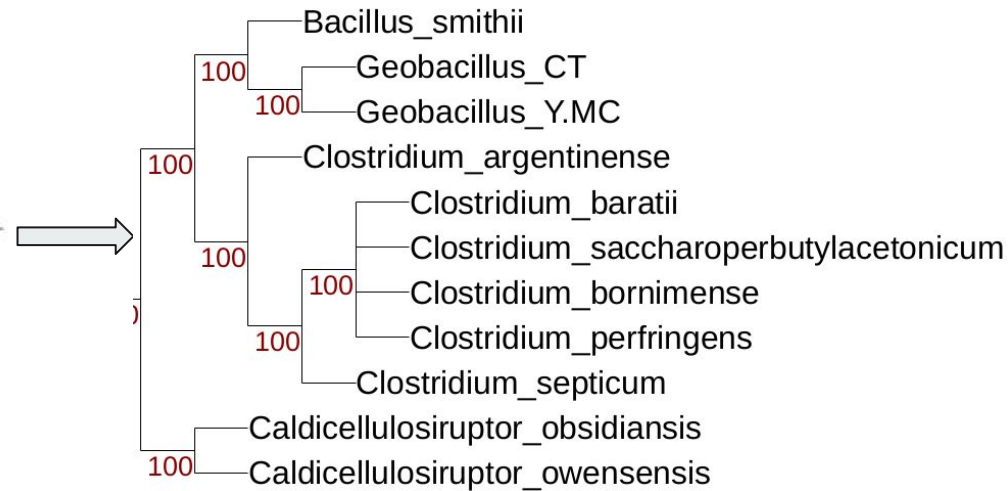 Bacillus_smithii
100
Geobacillus_CT
100
Geobacillus_Y.MC
Clostridium_argentinense
100
Clostridium_baratii
Clostridium_saccharoperbutylacetonicum
100
100
Clostridium_bornimense
Clostridium_perfringens
100
Clostridium_septicum
Caldicellulosiruptor_obsidiansis
100
Caldicellulosiruptor_owensensis